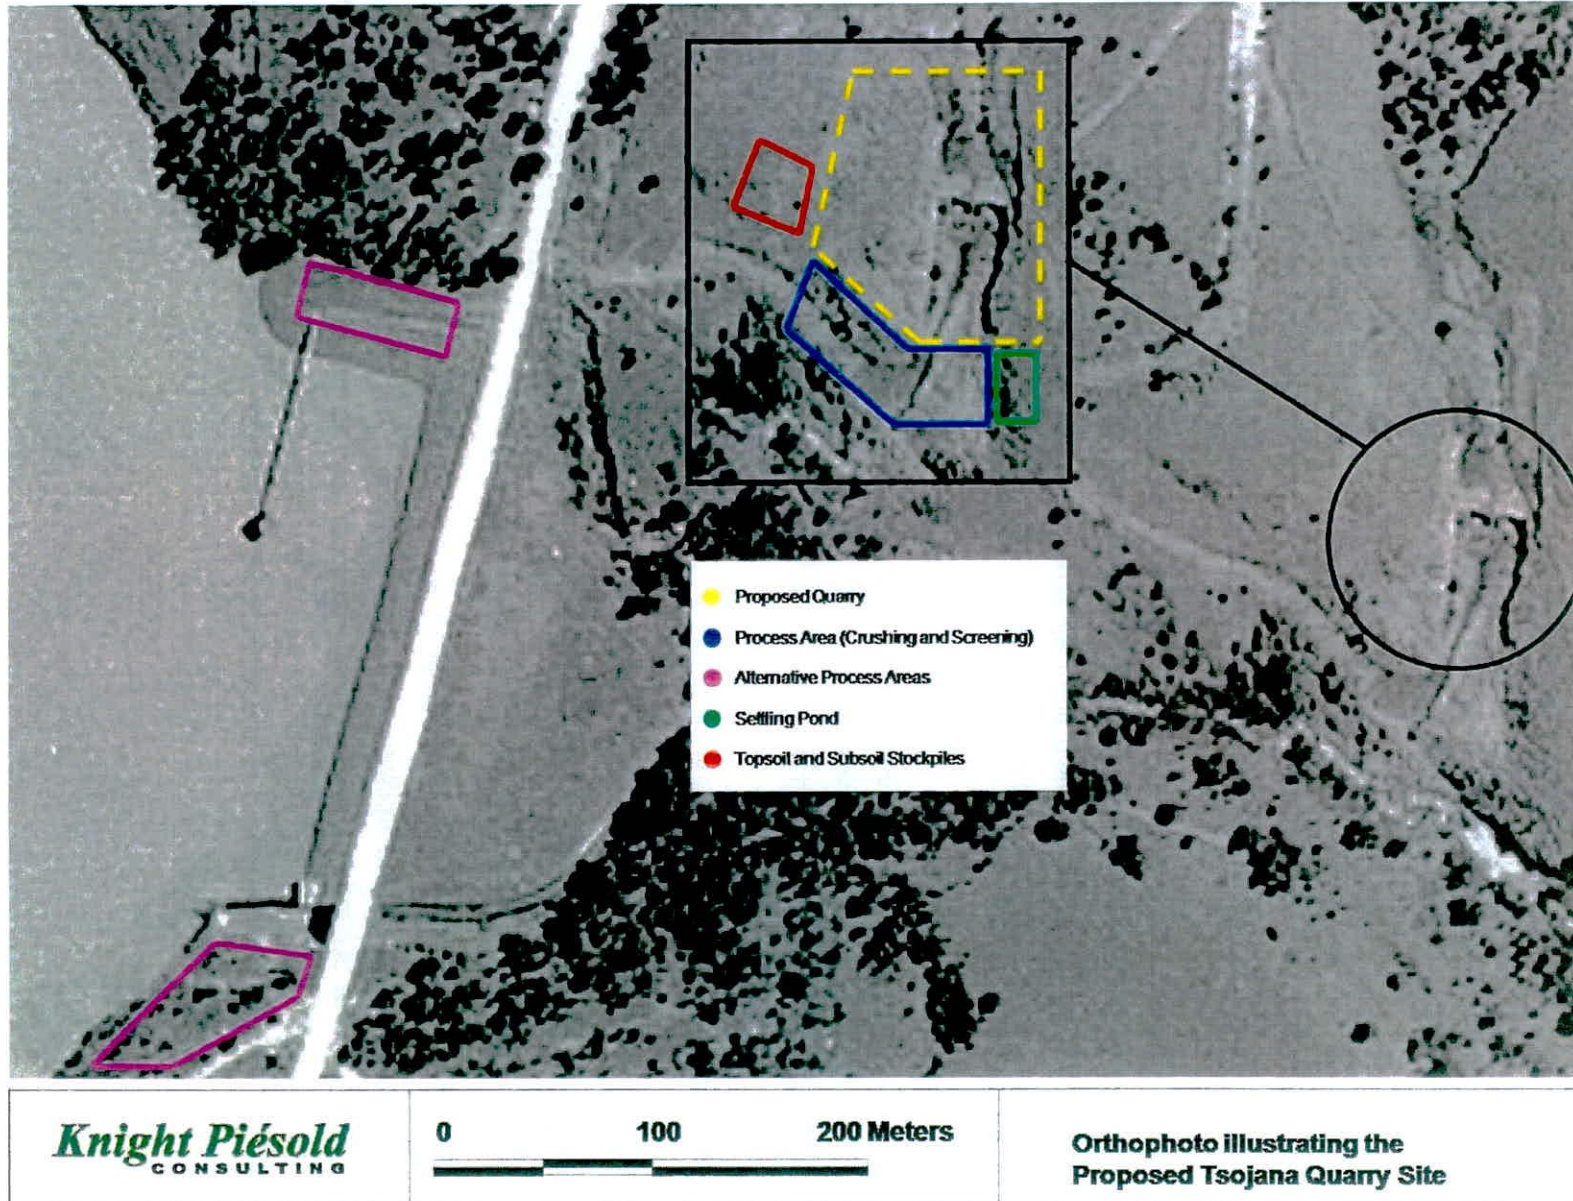 Proposed Quarry
Process Area (Crushing and Screening)
Alternative Process Areas
Settling Pond
Topsoil and Subsoil Stockpiles
Knight Piésold
CONSULTING
0 100 200 Meters
Orthophoto illustrating the
Proposed Tsojana Quarry Site